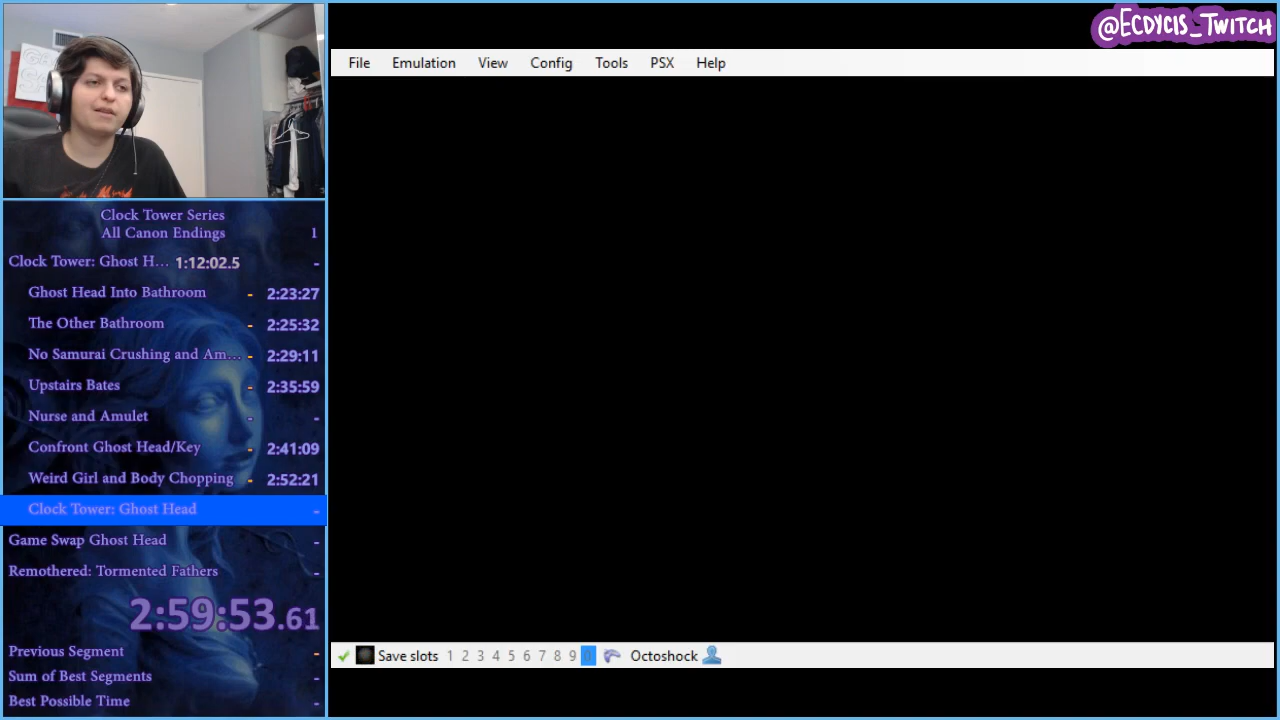 @ECDYCIS_TWITCH
File Emulation View Config Tools PSX Help
Clock Tower Series
All Canon Endings 1
Clock Tower: Ghost H... 1:12:02.5 -
Ghost Head Into Bathroom - 2:23:27
The Other Bathroom - 2:25:32
No Samurai Crushing and Am... - 2:29:11
Upstairs Bates - 2:35:59
Nurse and Amulet - -
Confront Ghost Head/Key - 2:41:09
Weird Girl and Body Chopping - 2:52:21
Clock Tower: Ghost Head -
Game Swap Ghost Head -
Remothered: Tormented Fathers -
2:59:53.61
Previous Segment -
Sum of Best Segments -
Best Possible Time -
Save slots 1 2 3 4 5 6 7 8 9 Octoshock